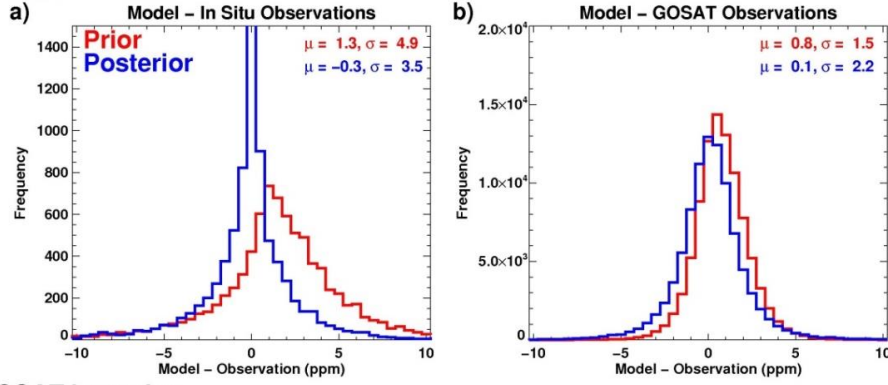 a)
Model – In Situ Observations
Prior
Posterior
μ = 1.3, σ = 4.9
μ = –0.3, σ = 3.5
Frequency
1400
1200
1000
800
600
400
200
0
–10
–5
0
5
10
Model – Observation (ppm)
b)
Model – GOSAT Observations
μ = 0.8, σ = 1.5
μ = 0.1, σ = 2.2
Frequency
2.0×10⁴
1.5×10⁴
1.0×10⁴
5.0×10³
0
–10
–5
0
5
10
Model – Observation (ppm)